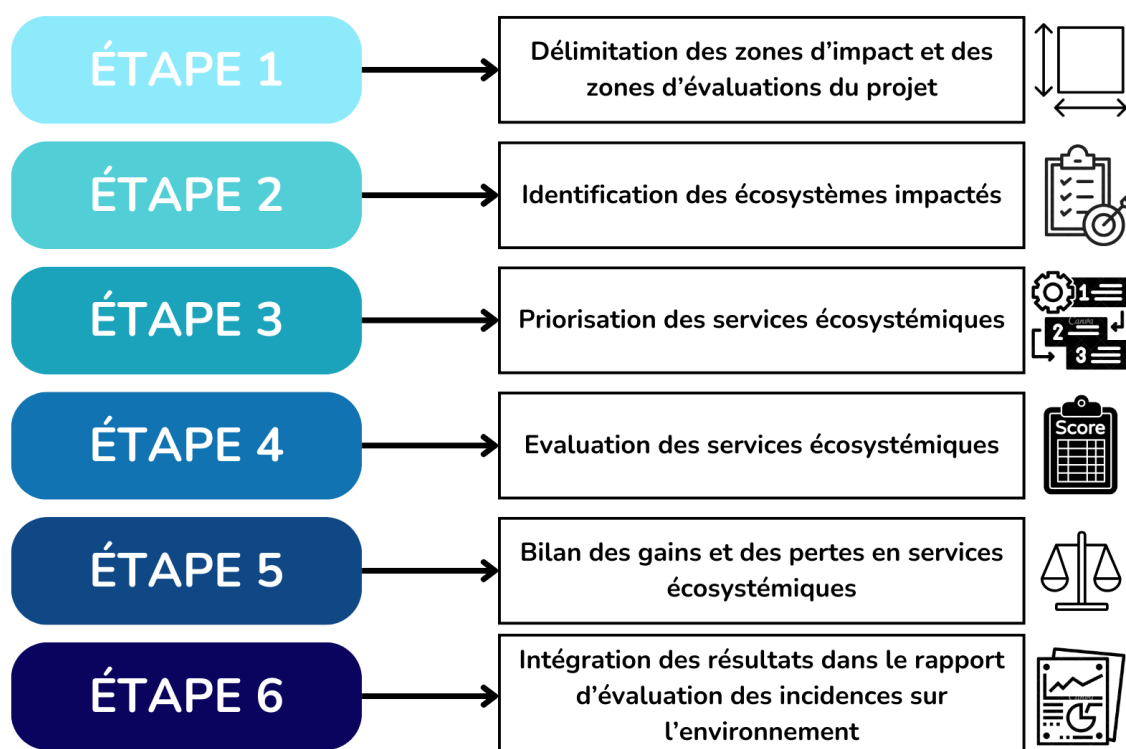 ÉTAPE 1
Délimitation des zones d’impact et des
zones d’évaluations du projet
ÉTAPE 2
Identification des écosystèmes impactés
ÉTAPE 3
Priorisation des services écosystémiques
1
Canva
2
3
ÉTAPE 4
Evaluation des services écosystémiques
Score
ÉTAPE 5
Bilan des gains et des pertes en services
écosystémiques
ÉTAPE 6
Intégration des résultats dans le rapport
d’évaluation des incidences sur
l’environnement